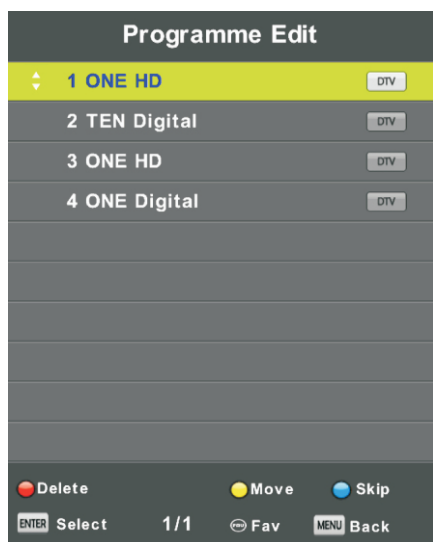 Programme Edit
1 ONE HD DTV
2 TEN Digital DTV
3 ONE HD DTV
4 ONE Digital DTV
Delete Move Skip
ENTER Select 1/1 Fav MENU Back